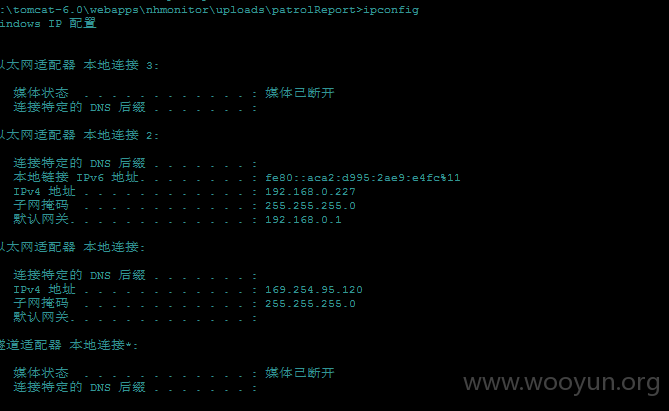 :\tomcat-6.0\webapps\nhmonitor\uploads\patrolReport>ipconfig
indows IP 配置
以太网适配器 本地连接 3:
媒体状态 . . . . . . . . . . . . : 媒体已断开
连接特定的 DNS 后缀 . . . . . . . :
以太网适配器 本地连接 2:
连接特定的 DNS 后缀 . . . . . . . :
本地链接 IPv6 地址. . . . . . . . : fe80::aca2:d995:2ae9:e4fc%11
IPv4 地址 . . . . . . . . . . . . : 192.168.0.227
子网掩码 . . . . . . . . . . . . : 255.255.255.0
默认网关. . . . . . . . . . . . . : 192.168.0.1
以太网适配器 本地连接:
连接特定的 DNS 后缀 . . . . . . . :
IPv4 地址 . . . . . . . . . . . . : 169.254.95.120
子网掩码 . . . . . . . . . . . . : 255.255.255.0
默认网关. . . . . . . . . . . . . :
隧道适配器 本地连接*:
媒体状态 . . . . . . . . . . . . : 媒体已断开
连接特定的 DNS 后缀 . . . . . . . :
www.wooyun.org